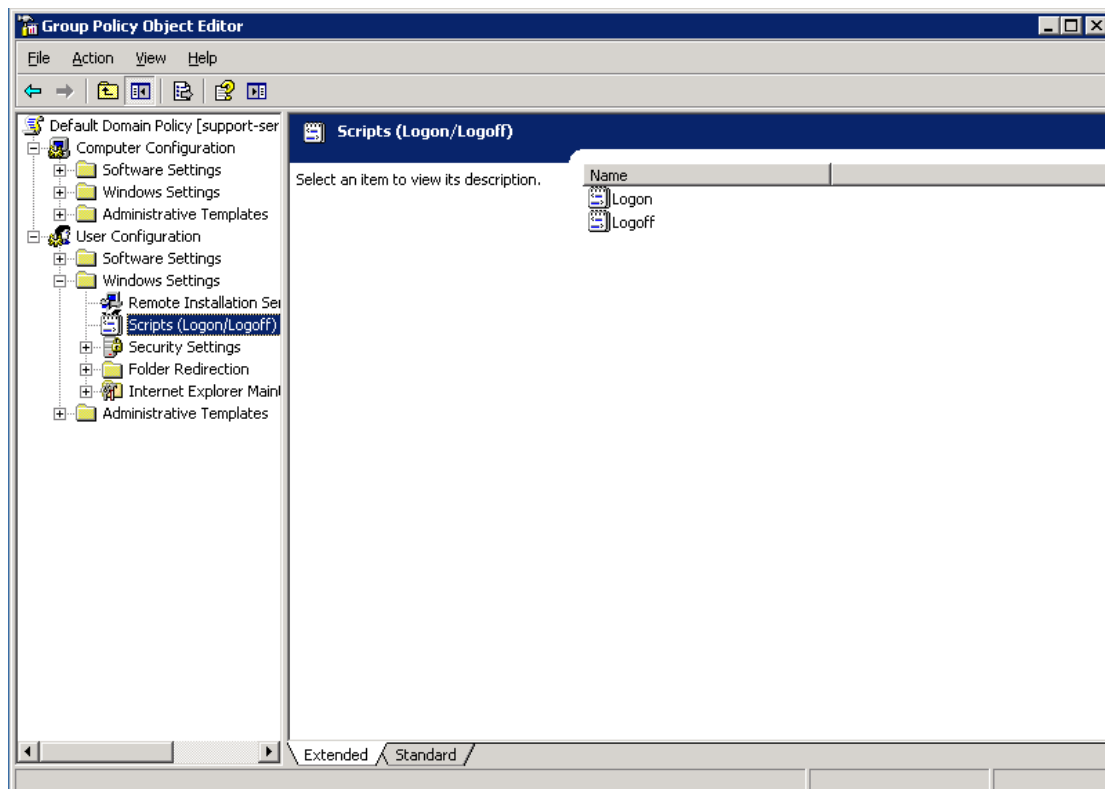 Group Policy Object Editor
File Action View Help
Default Domain Policy [support-ser
Computer Configuration
Software Settings
Windows Settings
Administrative Templates
User Configuration
Software Settings
Windows Settings
Remote Installation Ser
Scripts (Logon/Logoff)
Security Settings
Folder Redirection
Internet Explorer Maint
Administrative Templates
Scripts (Logon/Logoff)
Select an item to view its description.
Name
Logon
Logoff
Extended Standard